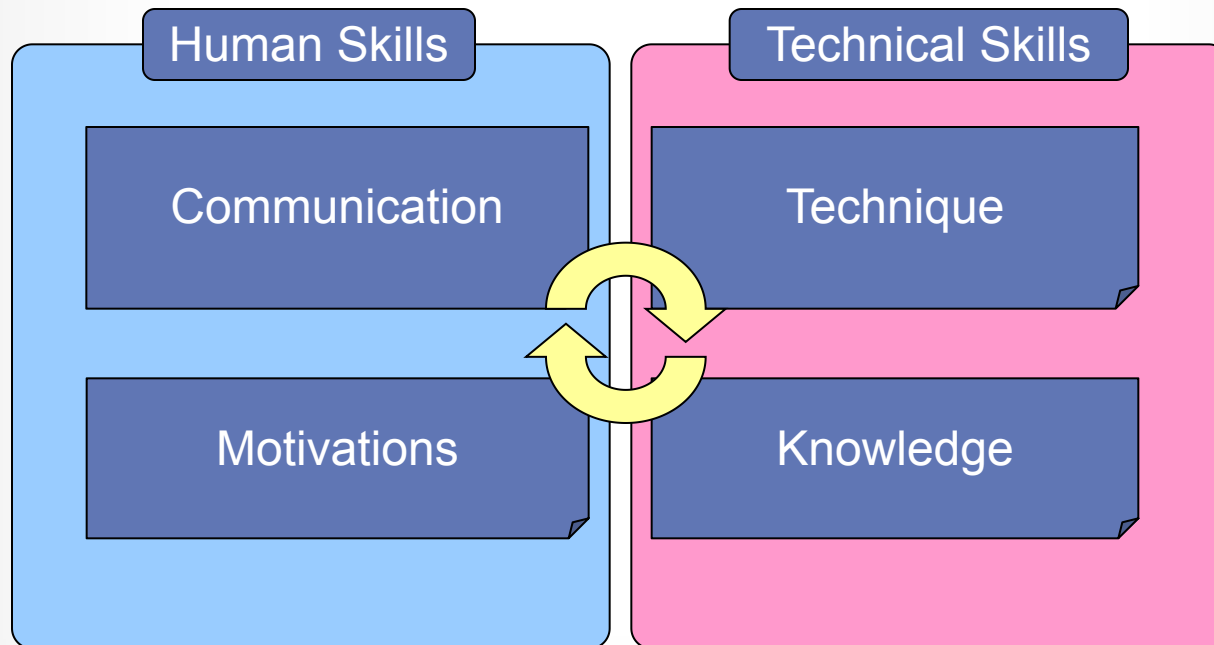 Human Skills
Technical Skills
Communication
Technique
Motivations
Knowledge